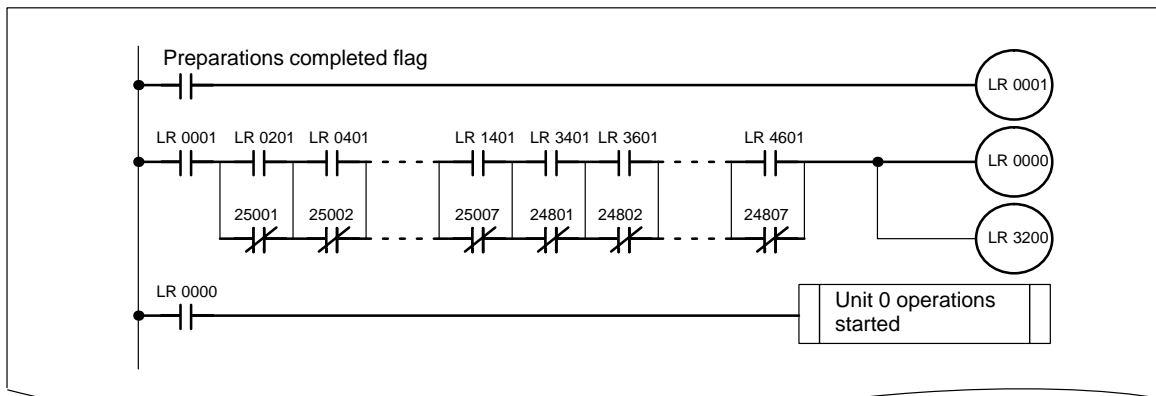 Preparations completed flag
LR 0001
LR 0001 LR 0201 LR 0401 LR 1401 LR 3401 LR 3601 LR 4601
LR 0000
25001 25002 25007 24801 24802 24807
LR 3200
LR 0000
Unit 0 operations
started